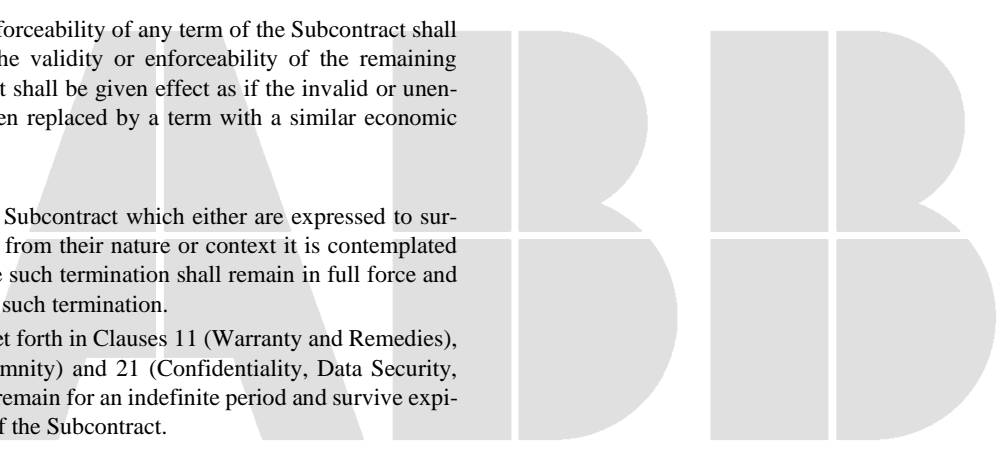 forceability of any term of the Subcontract shall
he validity or enforceability of the remaining
t shall be given effect as if the invalid or unen-
en replaced by a term with a similar economic
Subcontract which either are expressed to sur-
from their nature or context it is contemplated
e such termination shall remain in full force and
such termination.
et forth in Clauses 11 (Warranty and Remedies),
mnity) and 21 (Confidentiality, Data Security,
remain for an indefinite period and survive expi-
f the Subcontract.
ABB